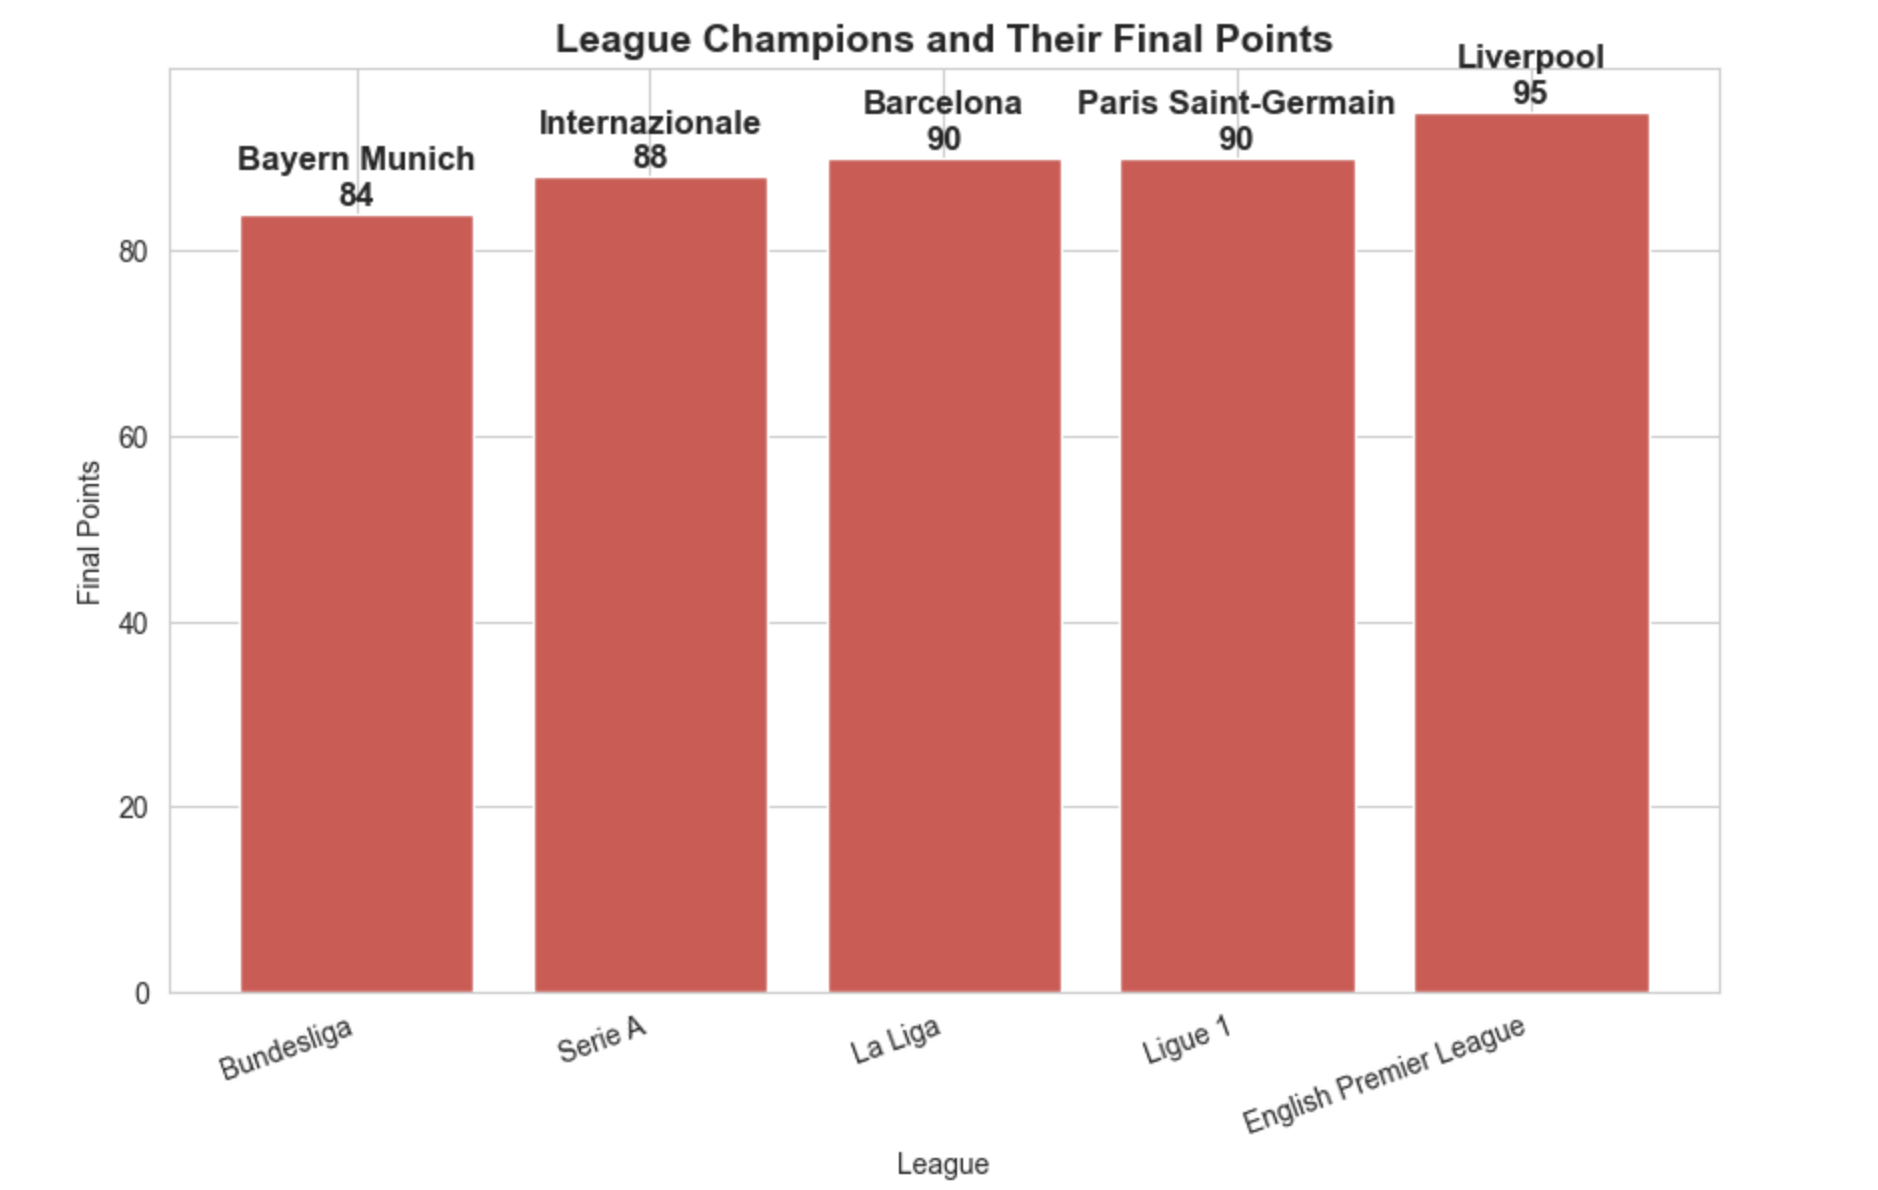 League Champions and Their Final Points
Liverpool
95
Barcelona
90
Paris Saint-Germain
90
Internazionale
88
Bayern Munich
84
80
60
40
20
0
Final Points
Bundesliga
Serie A
La Liga
Ligue 1
English Premier League
League